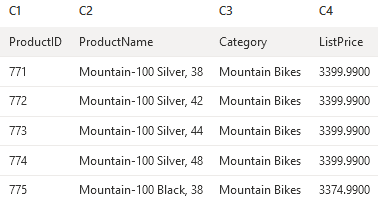 C1 C2 C3 C4
ProductID ProductName Category ListPrice
771 Mountain-100 Silver, 38 Mountain Bikes 3399.9900
772 Mountain-100 Silver, 42 Mountain Bikes 3399.9900
773 Mountain-100 Silver, 44 Mountain Bikes 3399.9900
774 Mountain-100 Silver, 48 Mountain Bikes 3399.9900
775 Mountain-100 Black, 38 Mountain Bikes 3374.9900